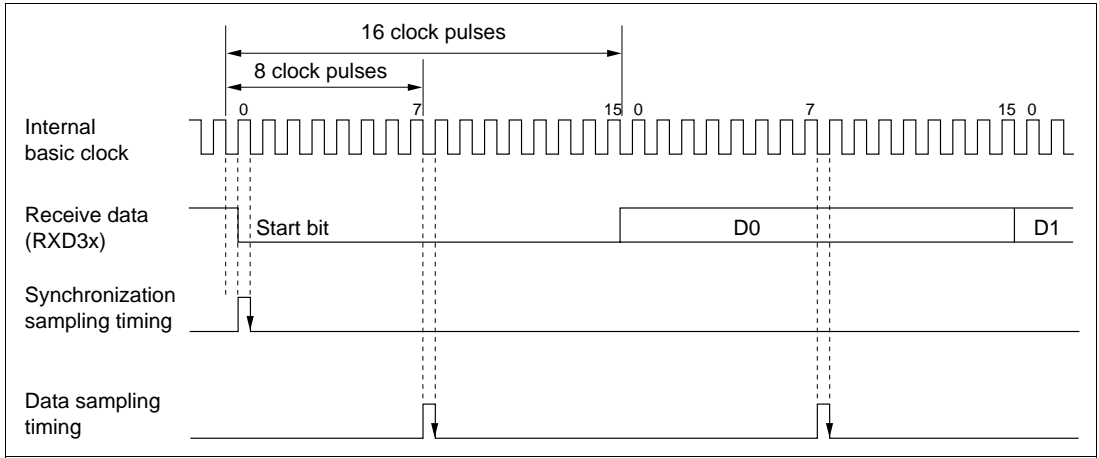 16 clock pulses
8 clock pulses
0 7 15 0 7 15 0
Internal
basic clock
Receive data
(RXD3x)
Start bit D0 D1
Synchronization
sampling timing
Data sampling
timing